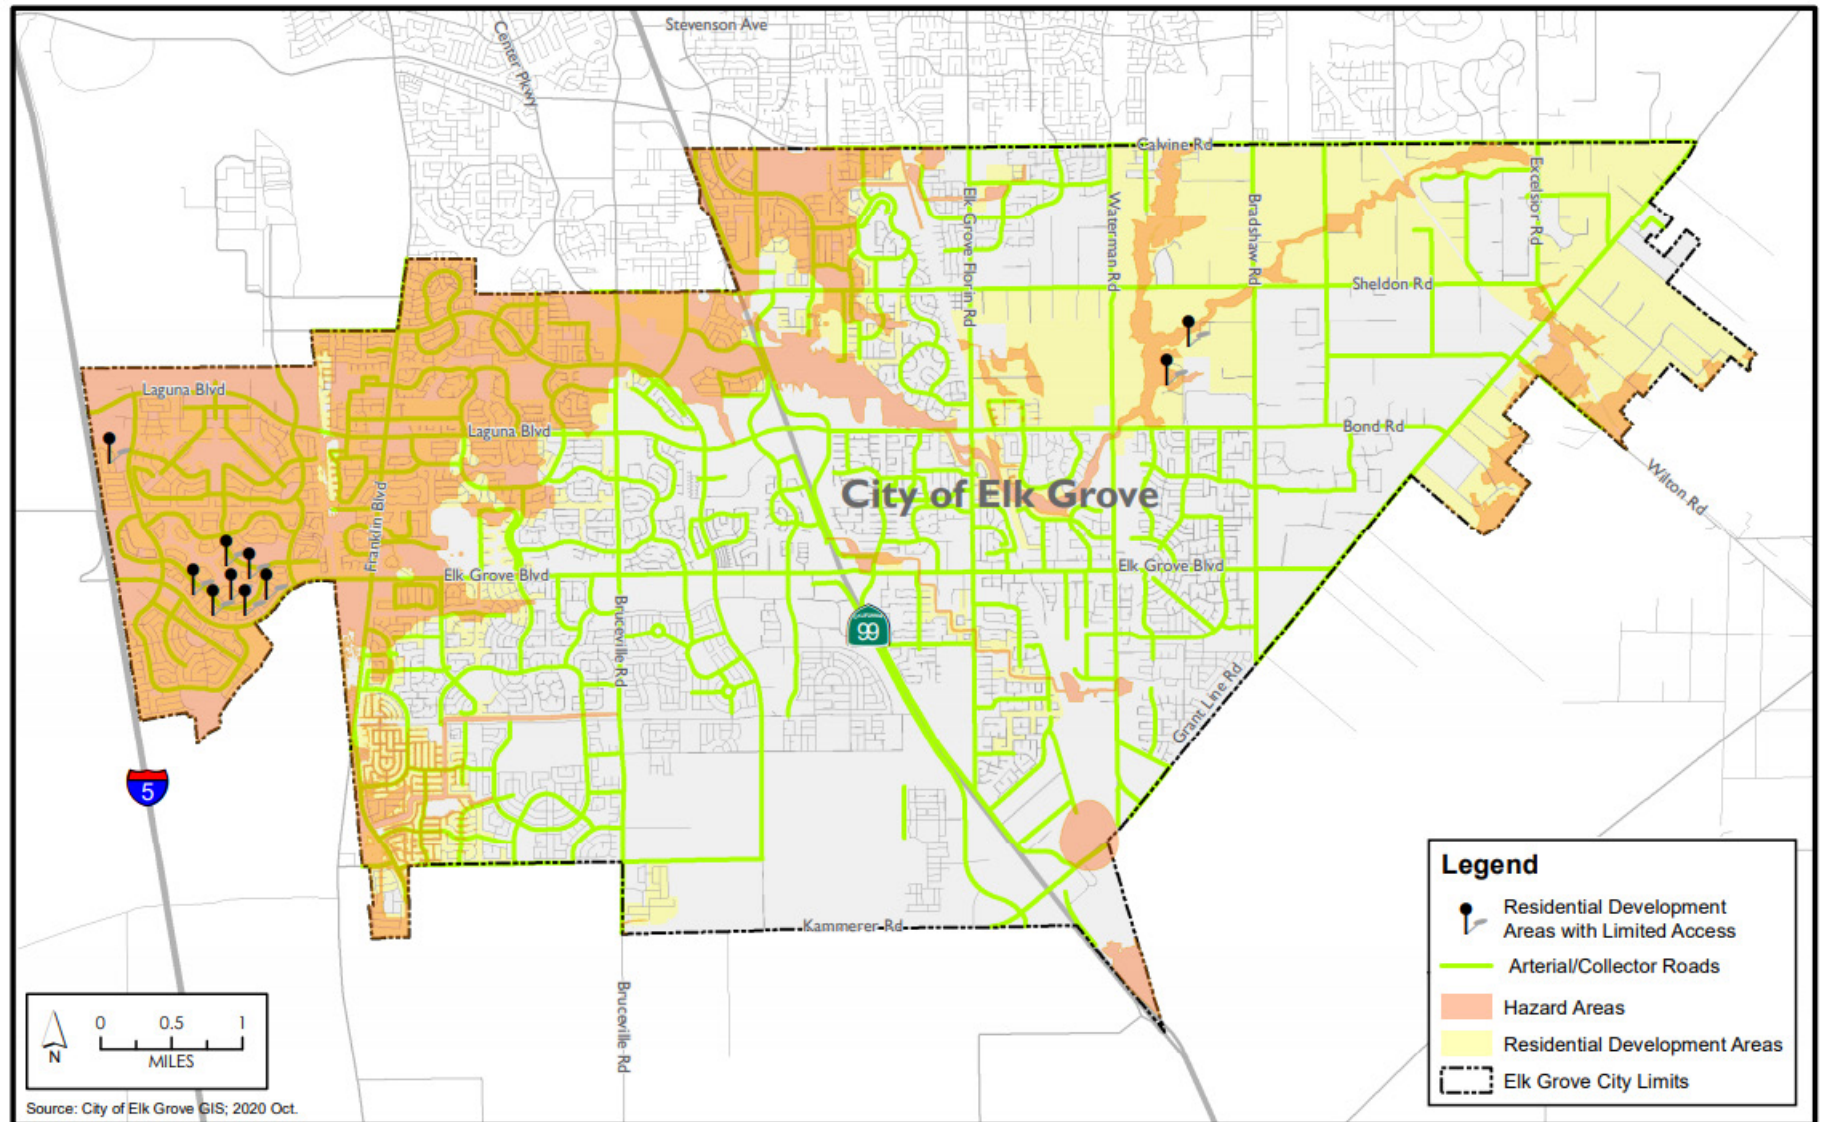 Stevenson Ave
Center Pkwy
Calvine Rd
Elk Grove-Florin Rd
Waterman Rd
Bradshaw Rd
Excelsior Rd
Sheldon Rd
Laguna Blvd
Laguna Blvd
Bond Rd
Franklin Blvd
City of Elk Grove
Wilton Rd
Elk Grove Blvd
Elk Grove Blvd
Bruceville Rd
99
Grant Line Rd
5
Kammerer Rd
Bruceville Rd
Legend
Residential Development
Areas with Limited Access
Arterial/Collector Roads
Hazard Areas
Residential Development Areas
Elk Grove City Limits
0 0.5 1
N
MILES
Source: City of Elk Grove GIS; 2020 Oct.